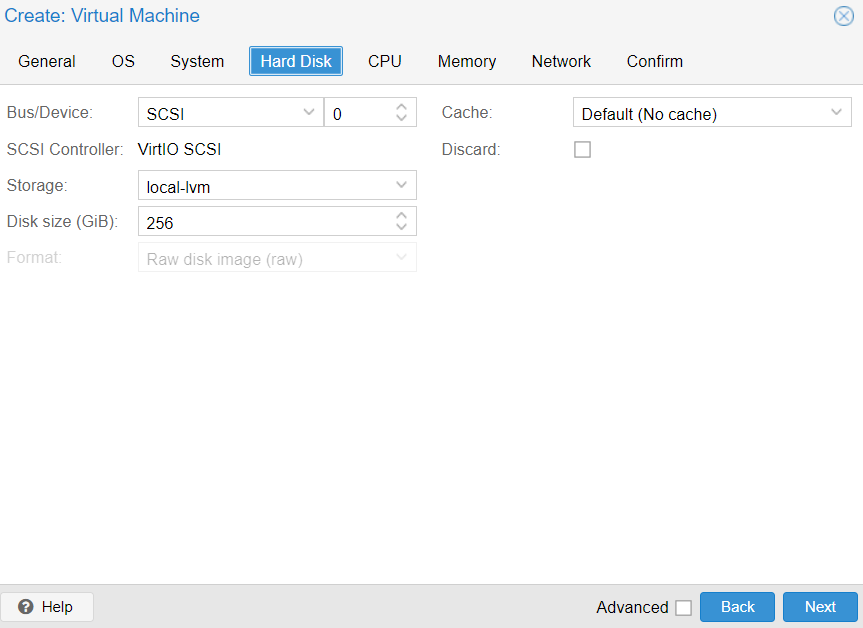 Create: Virtual Machine
General OS System Hard Disk CPU Memory Network Confirm
Bus/Device: SCSI 0 Cache: Default (No cache)
SCSI Controller: VirtIO SCSI Discard:
Storage: local-lvm
Disk size (GiB): 256
Format: Raw disk image (raw)
? Help Advanced Back Next